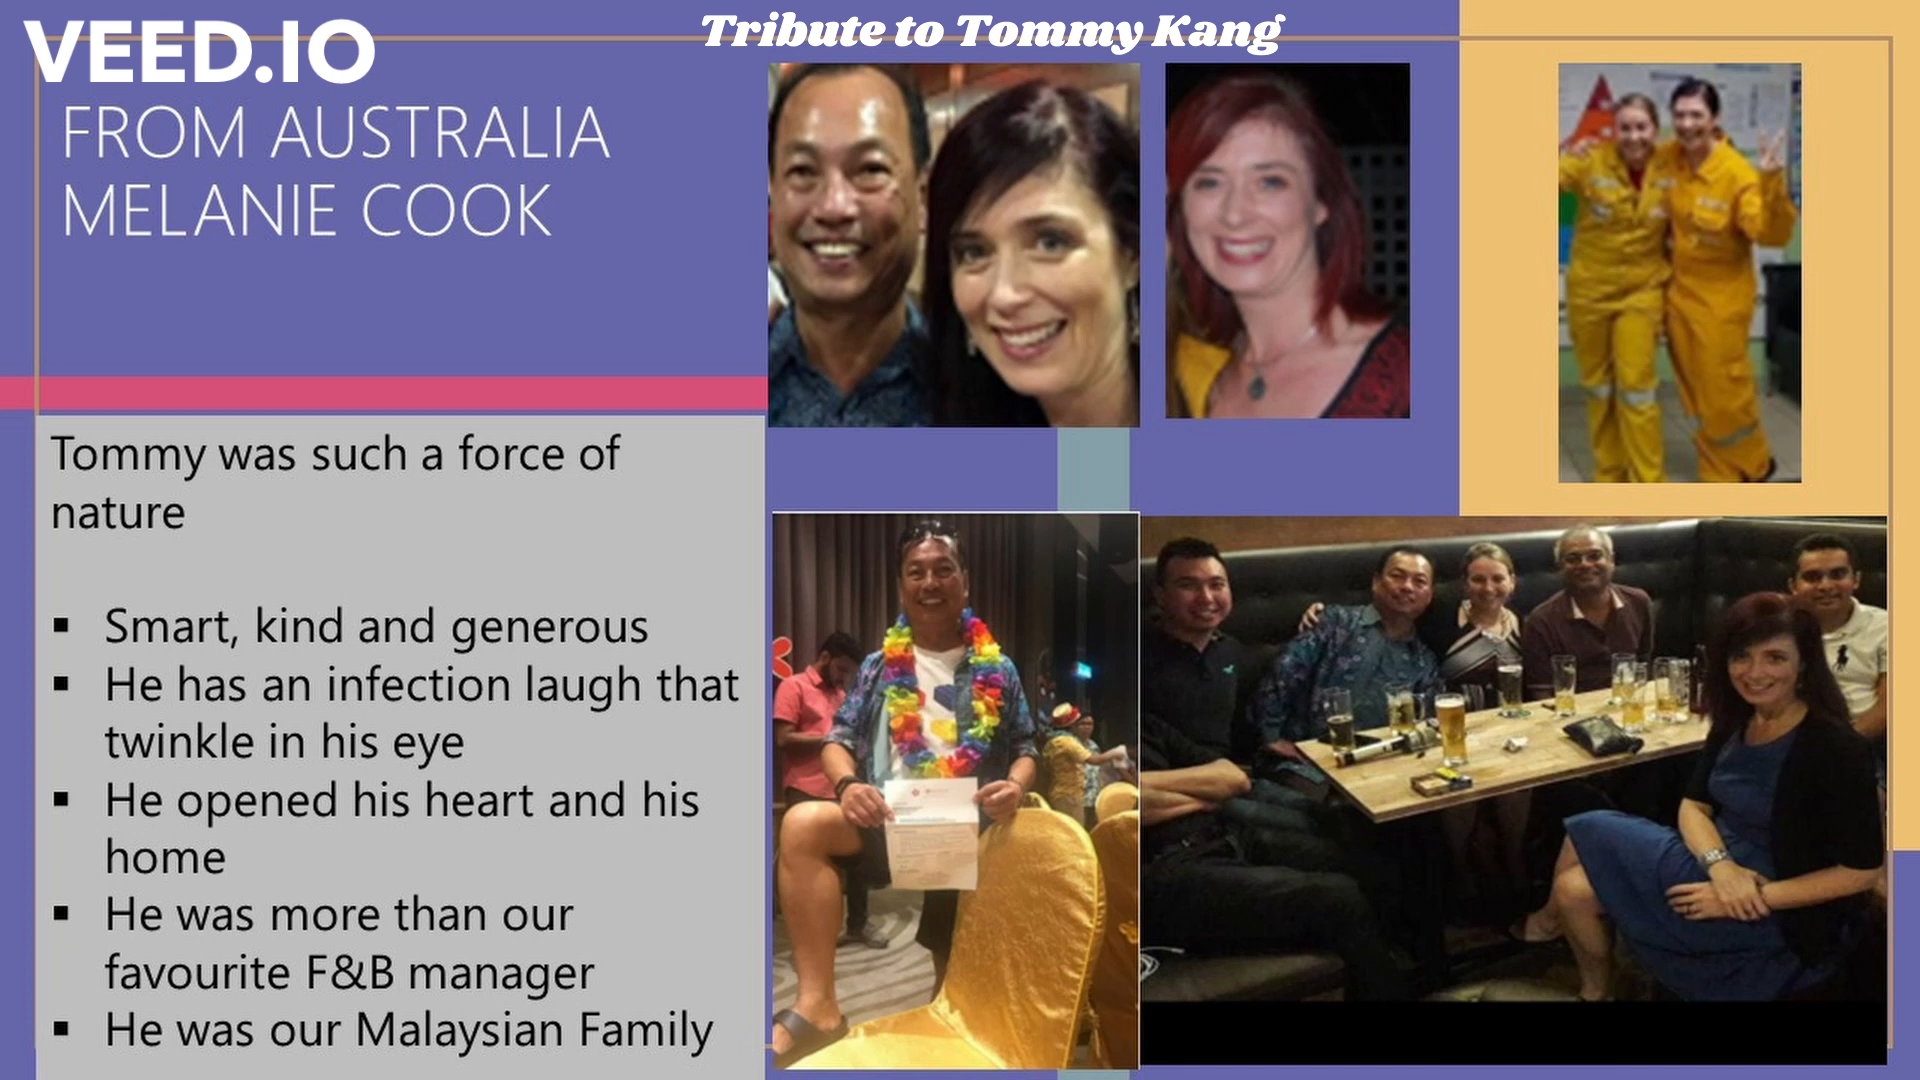 VEED.IO
Tribute to Tommy Kang
FROM AUSTRALIA
MELANIE COOK
Tommy was such a force of
nature
▪ Smart, kind and generous
▪ He has an infection laugh that
twinkle in his eye
▪ He opened his heart and his
home
▪ He was more than our
favourite F&B manager
▪ He was our Malaysian Family